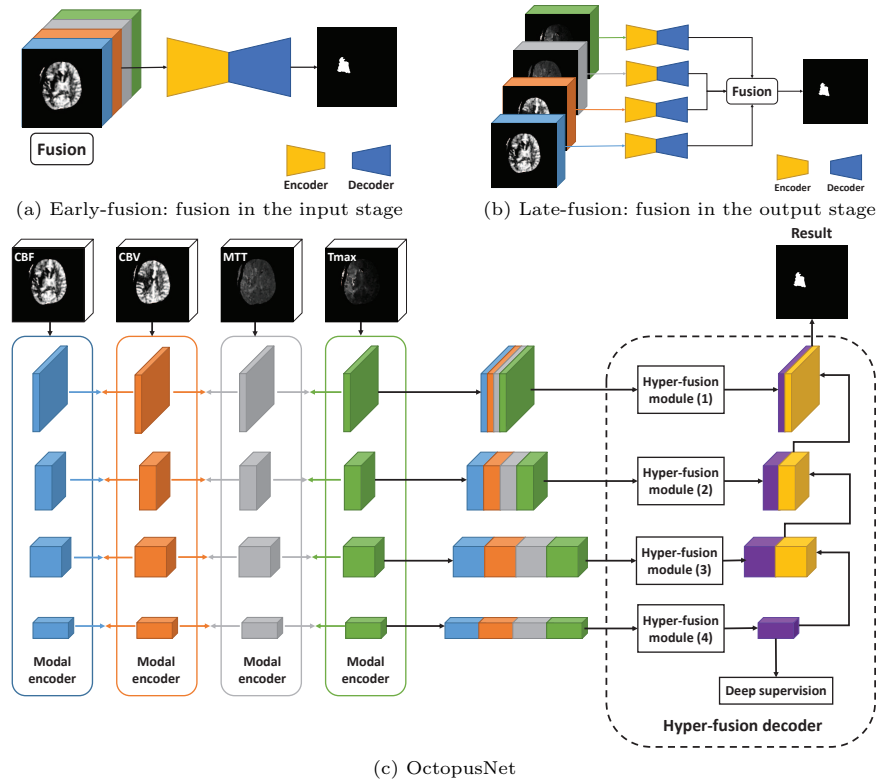 Fusion
Encoder
Decoder
(a) Early-fusion: fusion in the input stage
Fusion
Encoder
Decoder
(b) Late-fusion: fusion in the output stage
Result
CBF
CBV
MTT
Tmax
Hyper-fusion
module (1)
Hyper-fusion
module (2)
Hyper-fusion
module (3)
Hyper-fusion
module (4)
Modal
encoder
Modal
encoder
Modal
encoder
Modal
encoder
Deep supervision
Hyper-fusion decoder
(c) OctopusNet